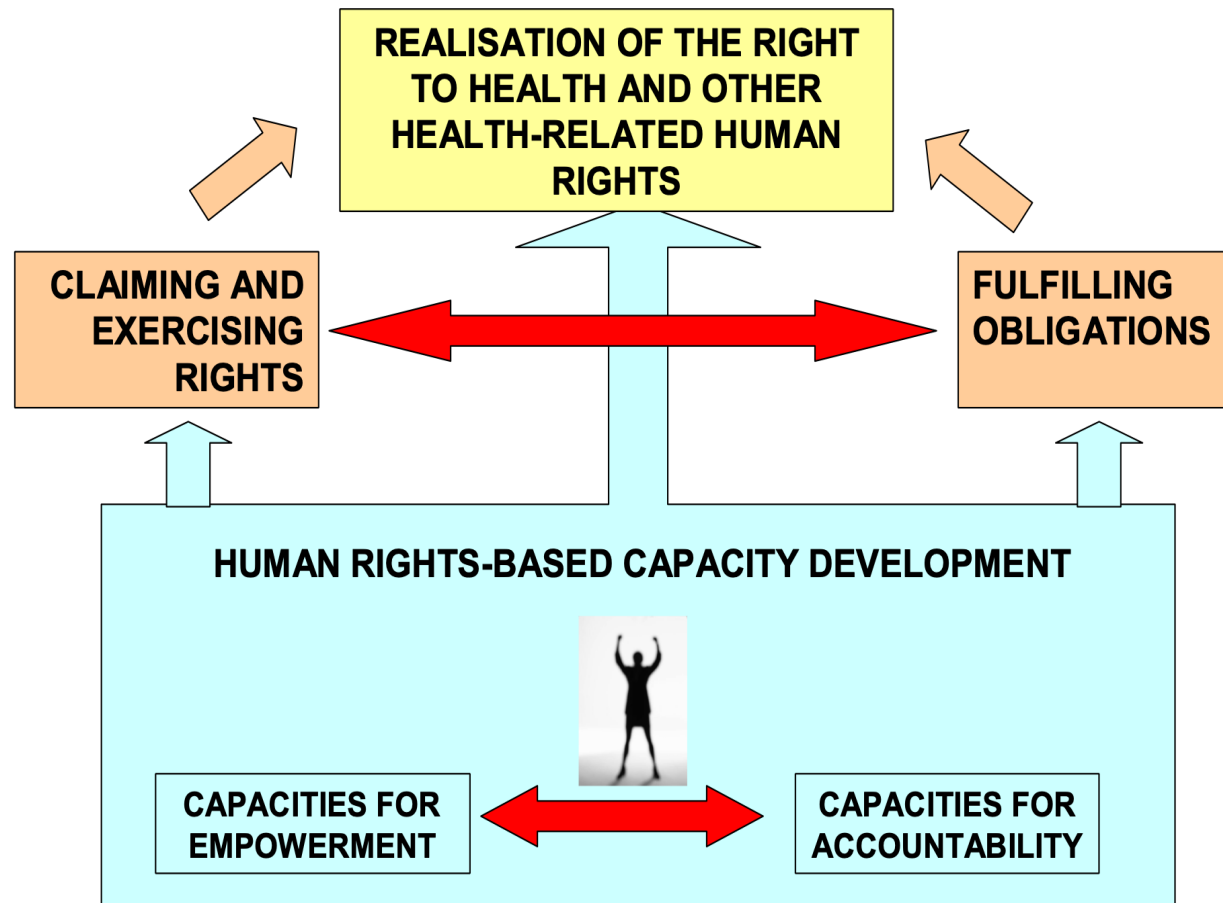 REALISATION OF THE RIGHT
TO HEALTH AND OTHER
HEALTH-RELATED HUMAN
RIGHTS
CLAIMING AND
EXERCISING
RIGHTS
FULFILLING
OBLIGATIONS
HUMAN RIGHTS-BASED CAPACITY DEVELOPMENT
CAPACITIES FOR
EMPOWERMENT
CAPACITIES FOR
ACCOUNTABILITY